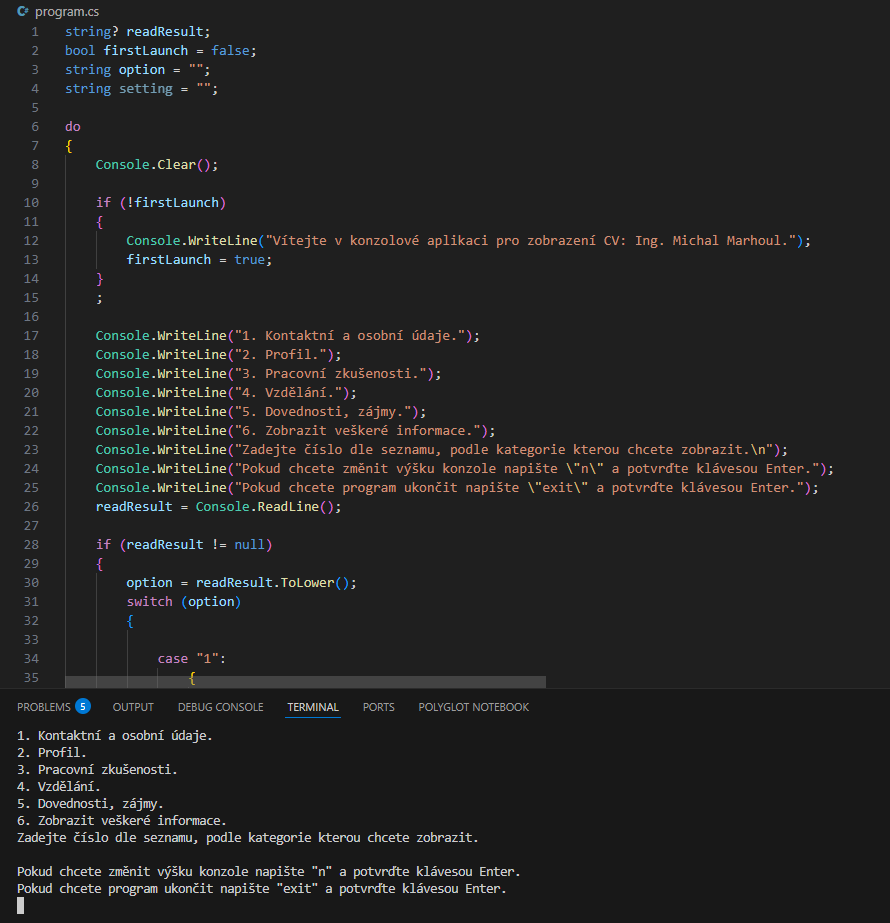 program.cs
1 string? readResult;
2 bool firstLaunch = false;
3 string option = "";
4 string setting = "";
5
6 do
7 {
8 Console.Clear();
9
10 if (!firstLaunch)
11 {
12 Console.WriteLine("Vítejte v konzolové aplikaci pro zobrazení CV: Ing. Michal Marhoul.");
13 firstLaunch = true;
14 }
15 ;
16
17 Console.WriteLine("1. Kontaktní a osobní údaje.");
18 Console.WriteLine("2. Profil.");
19 Console.WriteLine("3. Pracovní zkušenosti.");
20 Console.WriteLine("4. Vzdělání.");
21 Console.WriteLine("5. Dovednosti, zájmy.");
22 Console.WriteLine("6. Zobrazit veškeré informace.");
23 Console.WriteLine("Zadejte číslo dle seznamu, podle kategorie kterou chcete zobrazit.\n");
24 Console.WriteLine("Pokud chcete změnit výšku konzole napište \"n\" a potvrďte klávesou Enter.");
25 Console.WriteLine("Pokud chcete program ukončit napište \"exit\" a potvrďte klávesou Enter.");
26 readResult = Console.ReadLine();
27
28 if (readResult != null)
29 {
30 option = readResult.ToLower();
31 switch (option)
32 {
33
34 case "1":
35 {
PROBLEMS 5 OUTPUT DEBUG CONSOLE TERMINAL PORTS POLYGLOT NOTEBOOK
1. Kontaktní a osobní údaje.
2. Profil.
3. Pracovní zkušenosti.
4. Vzdělání.
5. Dovednosti, zájmy.
6. Zobrazit veškeré informace.
Zadejte číslo dle seznamu, podle kategorie kterou chcete zobrazit.
Pokud chcete změnit výšku konzole napište "n" a potvrďte klávesou Enter.
Pokud chcete program ukončit napište "exit" a potvrďte klávesou Enter.